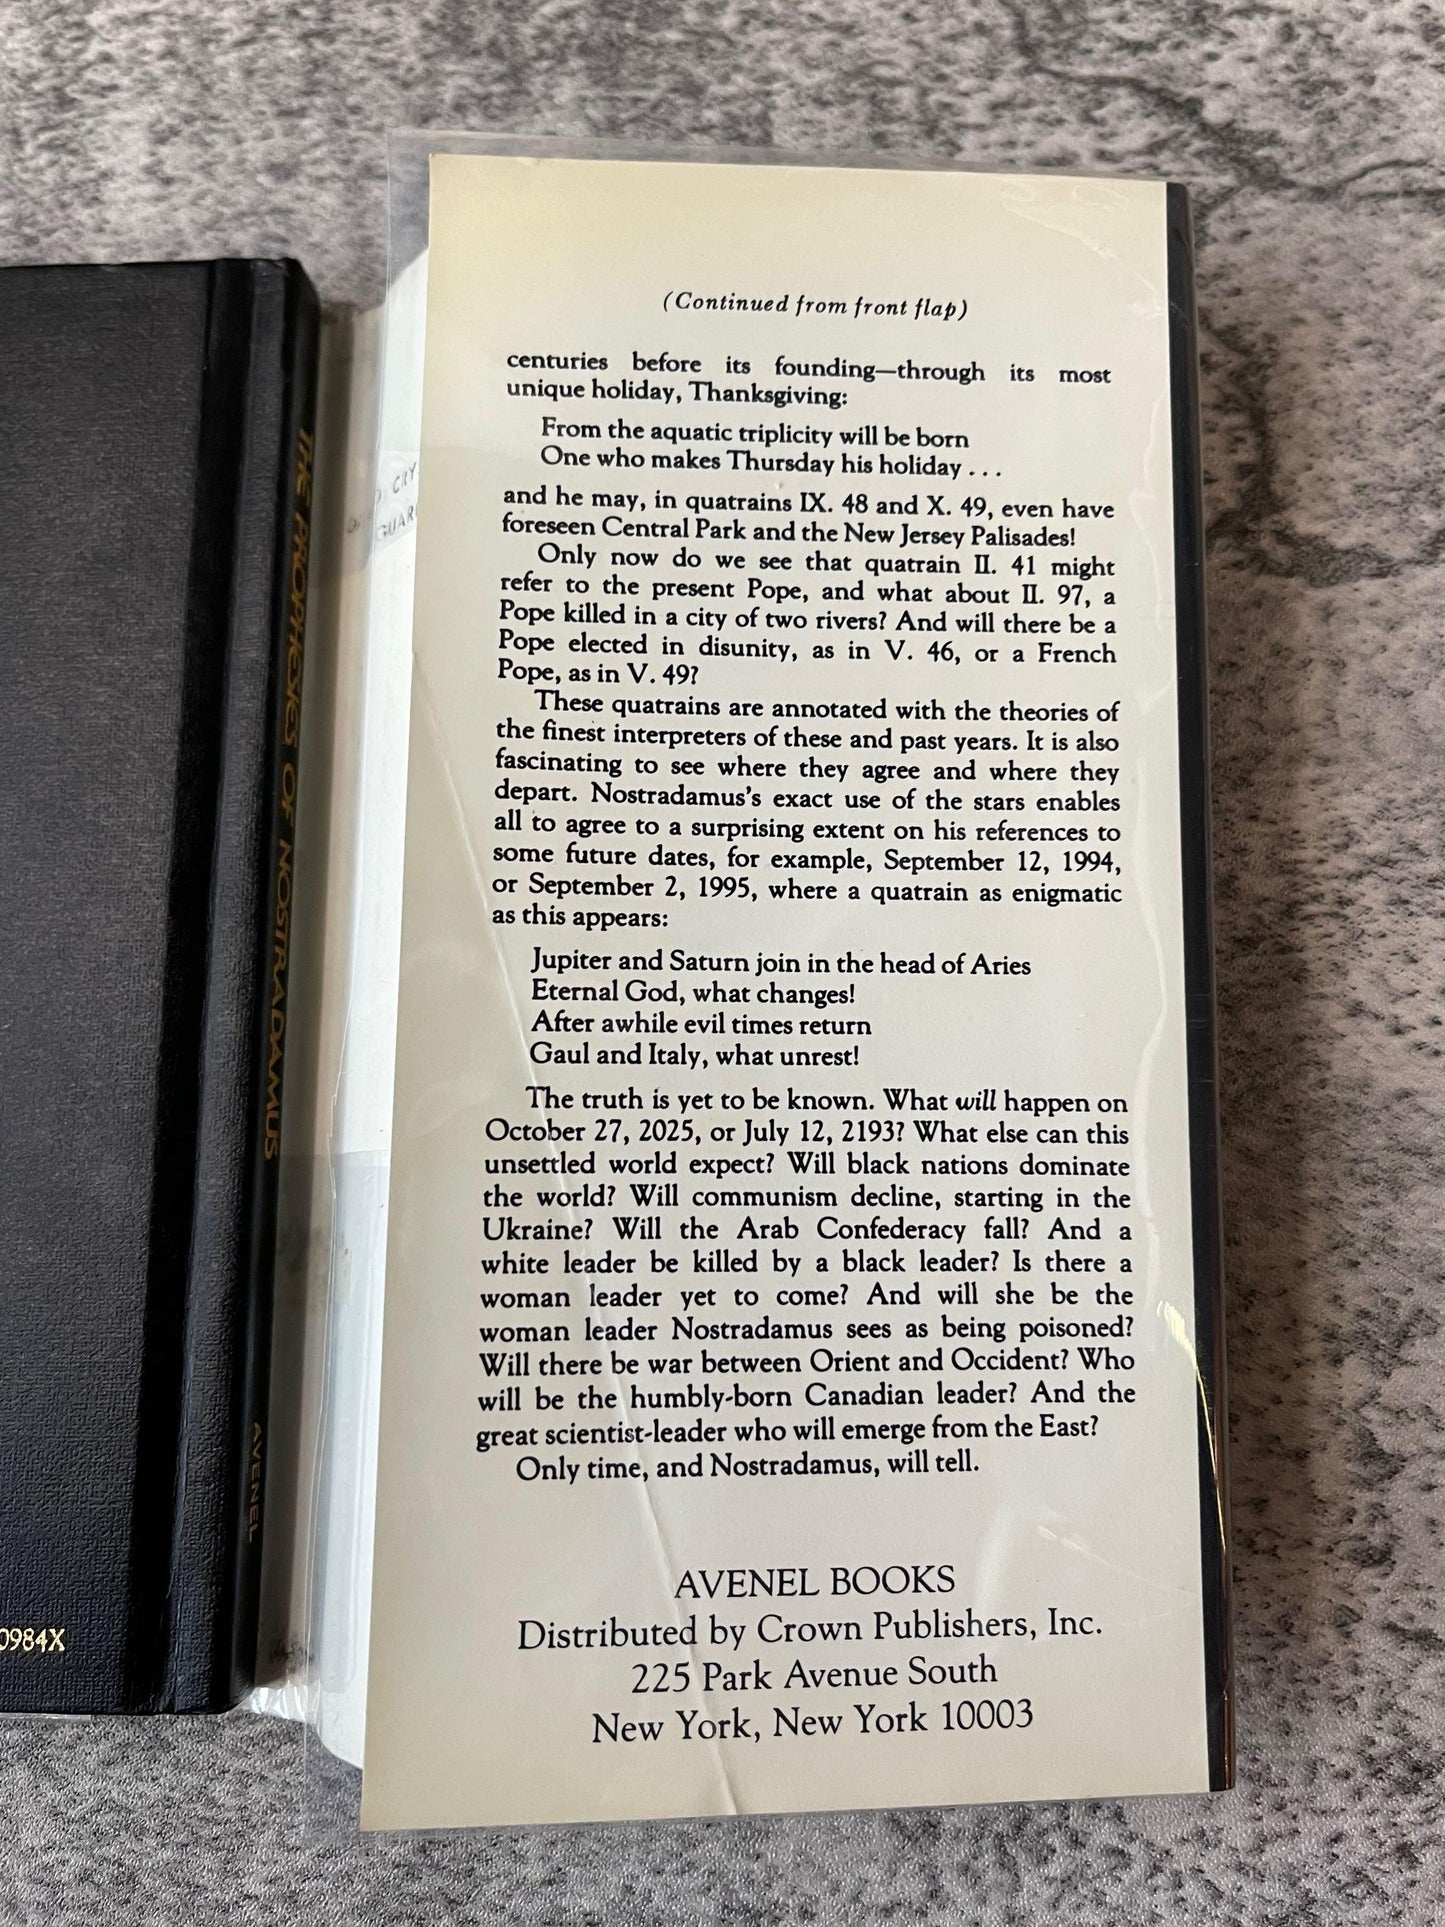 THE PROPHESIES OF NOSTRADAMUS
AVENEL
0984X
CRY
GUAR
(Continued from front flap)
centuries before its founding—through its most
unique holiday, Thanksgiving:
From the aquatic triplicity will be born
One who makes Thursday his holiday . . .
and he may, in quatrains IX. 48 and X. 49, even have
foreseen Central Park and the New Jersey Palisades!
Only now do we see that quatrain II. 41 might
refer to the present Pope, and what about II. 97, a
Pope killed in a city of two rivers? And will there be a
Pope elected in disunity, as in V. 46, or a French
Pope, as in V. 49?
These quatrains are annotated with the theories of
the finest interpreters of these and past years. It is also
fascinating to see where they agree and where they
depart. Nostradamus's exact use of the stars enables
all to agree to a surprising extent on his references to
some future dates, for example, September 12, 1994,
or September 2, 1995, where a quatrain as enigmatic
as this appears:
Jupiter and Saturn join in the head of Aries
Eternal God, what changes!
After awhile evil times return
Gaul and Italy, what unrest!
The truth is yet to be known. What will happen on
October 27, 2025, or July 12, 2193? What else can this
unsettled world expect? Will black nations dominate
the world? Will communism decline, starting in the
Ukraine? Will the Arab Confederacy fall? And a
white leader be killed by a black leader? Is there a
woman leader yet to come? And will she be the
woman leader Nostradamus sees as being poisoned?
Will there be war between Orient and Occident? Who
will be the humbly-born Canadian leader? And the
great scientist-leader who will emerge from the East?
Only time, and Nostradamus, will tell.
AVENEL BOOKS
Distributed by Crown Publishers, Inc.
225 Park Avenue South
New York, New York 10003